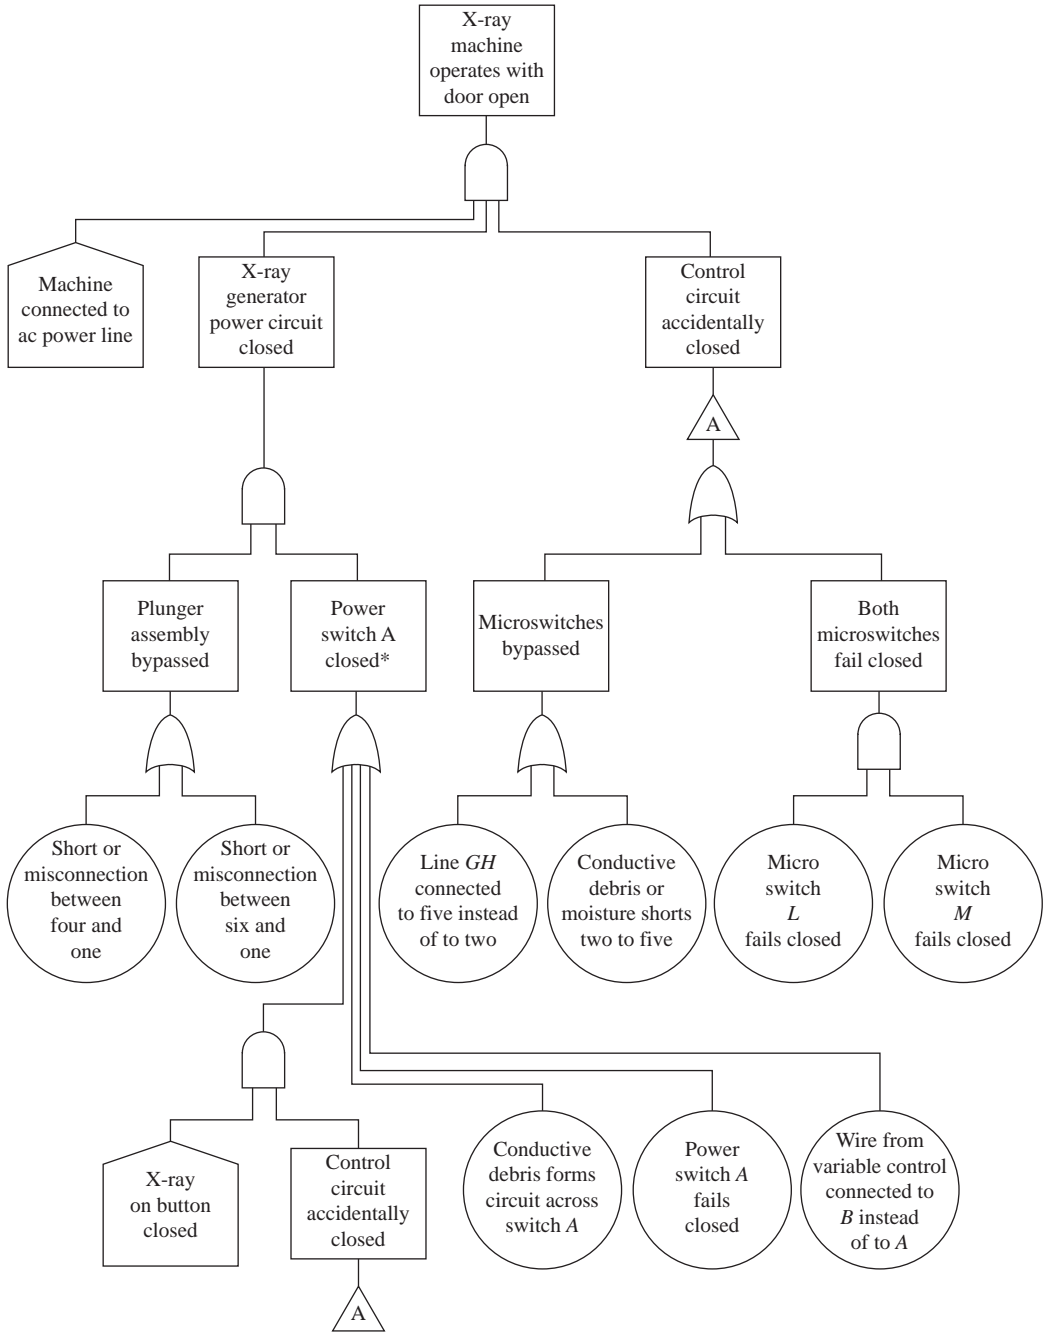 X-ray
machine
operates with
door open
Machine
connected to
ac power line
X-ray
generator
power circuit
closed
Control
circuit
accidentally
closed
A
Plunger
assembly
bypassed
Power
switch A
closed*
Microswitches
bypassed
Both
microswitches
fail closed
Short or
misconnection
between
four and
one
Short or
misconnection
between
six and
one
Line GH
connected
to five instead
of to two
Conductive
debris or
moisture shorts
two to five
Micro
switch
L
fails closed
Micro
switch
M
fails closed
X-ray
on button
closed
Control
circuit
accidentally
closed
A
Conductive
debris forms
circuit across
switch A
Power
switch A
fails
closed
Wire from
variable control
connected to
B instead
of to A